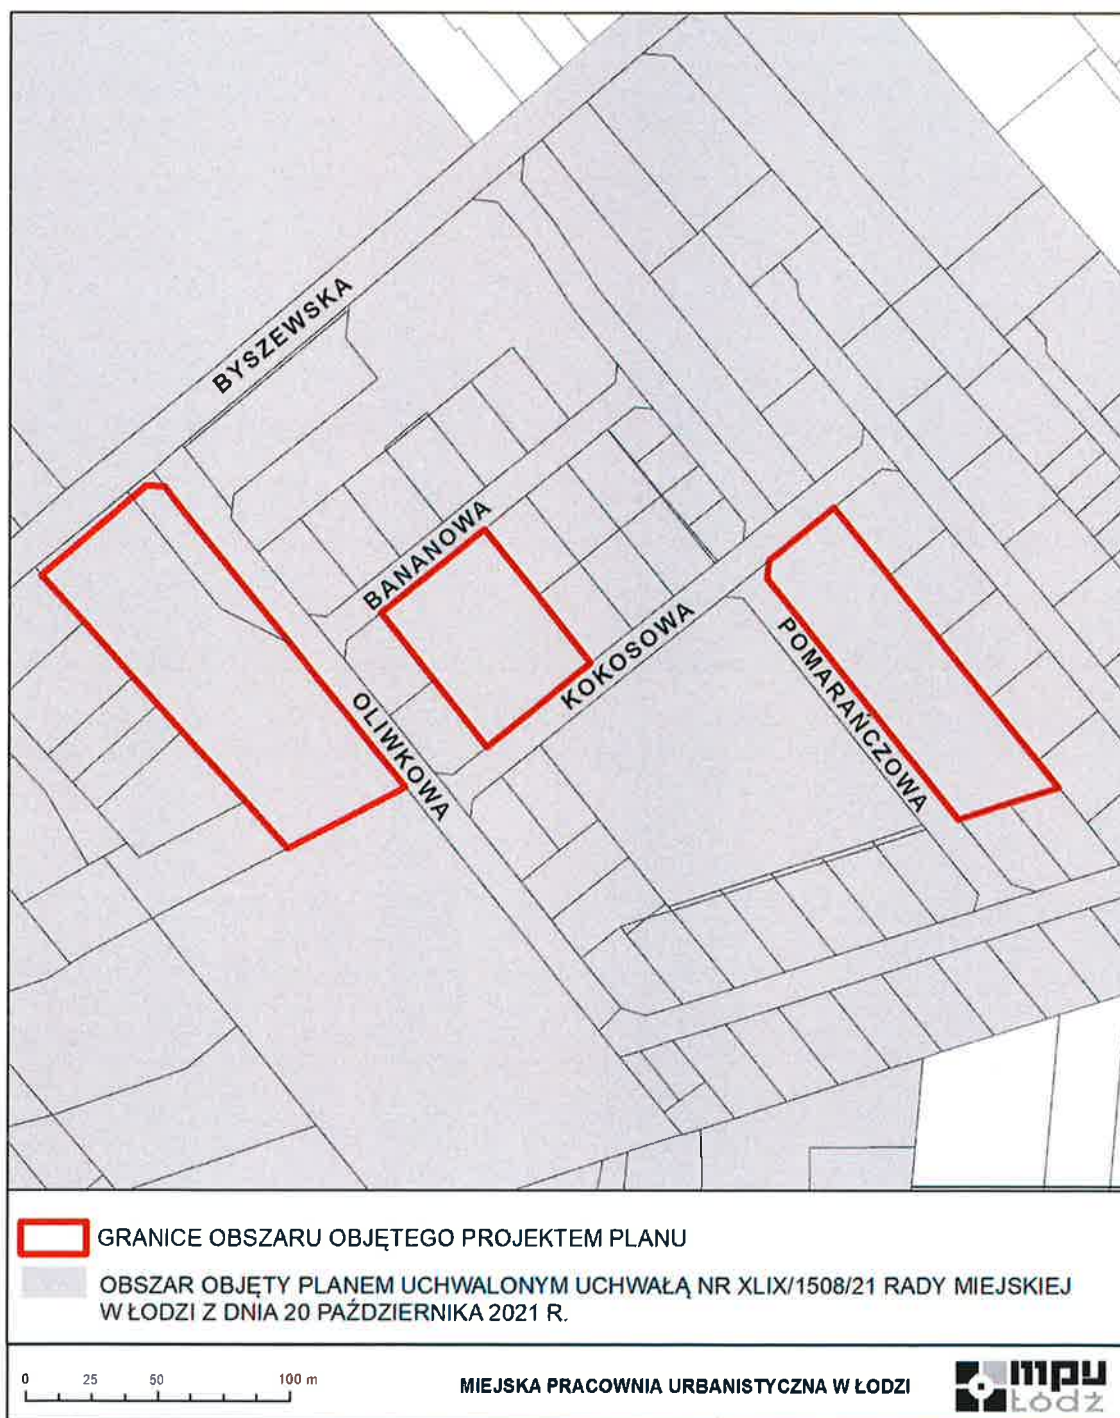 BYSZEWSKA
BANANOWA
KOKOSOWA
POMARAŃCZOWA
OLIWKOWA
GRANICE OBSZARU OBJĘTEGO PROJEKTEM PLANU
OBSZAR OBJĘTY PLANEM UCHWALONYM UCHWAŁĄ NR XLIX/1508/21 RADY MIEJSKIEJ
W ŁODZI Z DNIA 20 PAŹDZIERNIKA 2021 R.
0 25 50 100 m
MIEJSKA PRACOWNIA URBANISTYCZNA W ŁODZI
mpu
Łódź